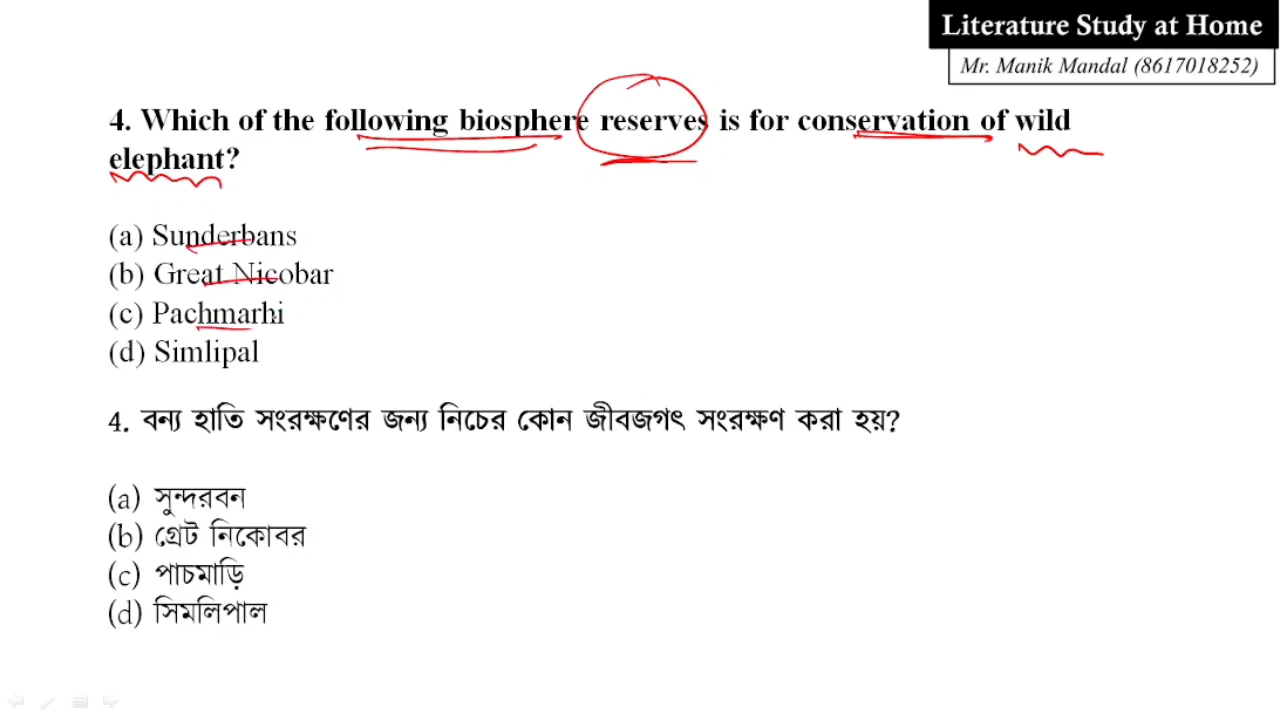 Literature Study at Home
Mr. Manik Mandal (8617018252)
4. Which of the following biosphere reserves is for conservation of wild
elephant?
(a) Sunderbans
(b) Great Nicobar
(c) Pachmarhi
(d) Simlipal
4. বন্য হাতি সংরক্ষণের জন্য নিচের কোন জীবজগৎ সংরক্ষণ করা হয়?
(a) সুন্দরবন
(b) গ্রেট নিকোবর
(c) পাচমাড়ি
(d) সিমলিপাল